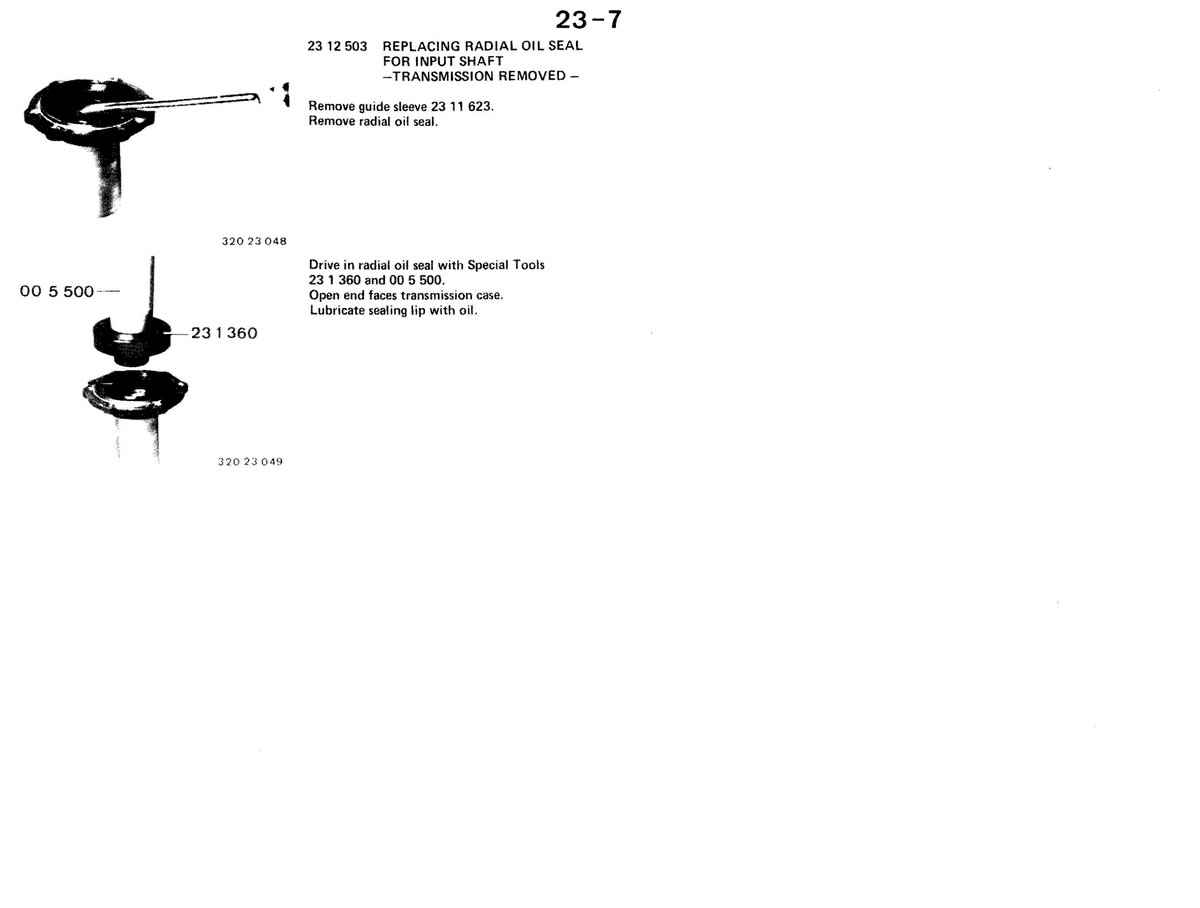 23-7
23 12 503 REPLACING RADIAL OIL SEAL
FOR INPUT SHAFT
–TRANSMISSION REMOVED –
Remove guide sleeve 23 11 623.
Remove radial oil seal.
320 23 048
Drive in radial oil seal with Special Tools
23 1 360 and 00 5 500.
Open end faces transmission case.
Lubricate sealing lip with oil.
00 5 500
23 1 360
320 23 049